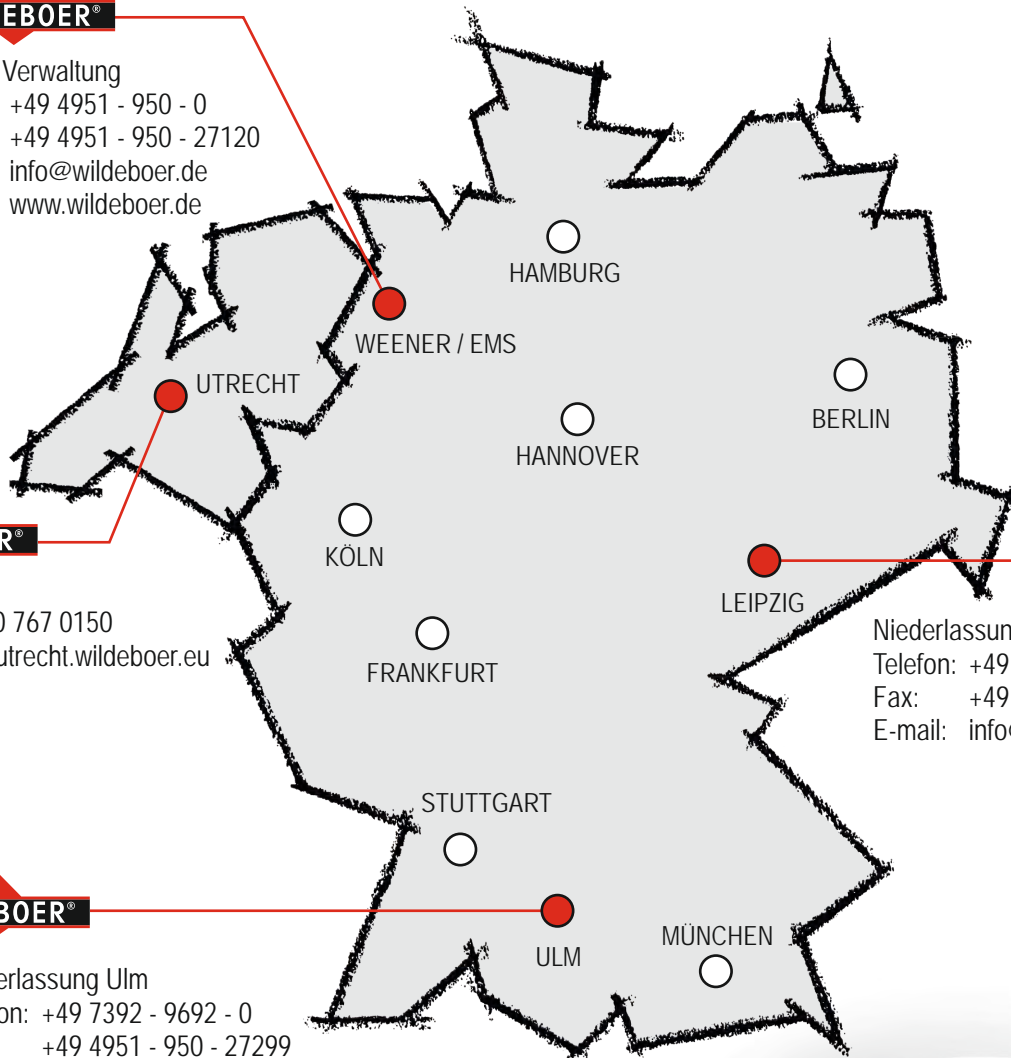 EBOER®
Verwaltung
+49 4951 - 950 - 0
+49 4951 - 950 - 27120
info@wildeboer.de
www.wildeboer.de
HAMBURG
WEENER / EMS
UTRECHT
BERLIN
HANNOVER
R®
KÖLN
LEIPZIG
0 767 0150
utrecht.wildeboer.eu
FRANKFURT
Niederlassun
Telefon: +49
Fax: +49
E-mail: info@
STUTTGART
BOER®
ULM
MÜNCHEN
erlassung Ulm
on: +49 7392 - 9692 - 0
+49 4951 - 950 - 27299